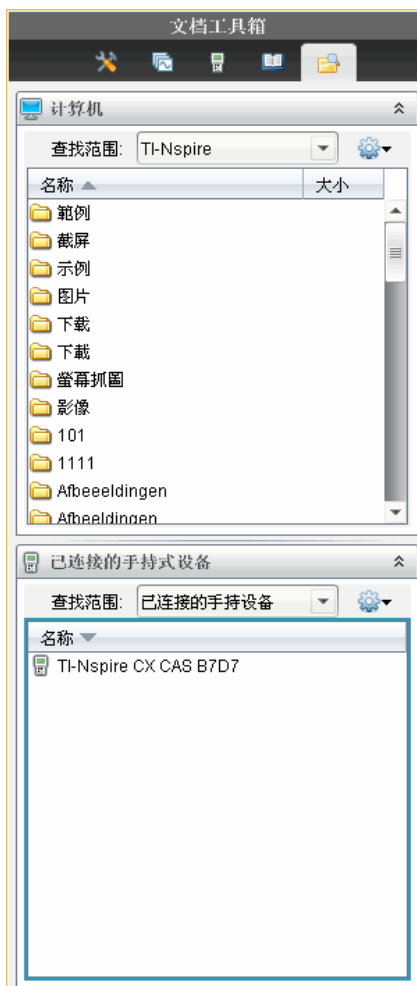 文档工具箱
计算机
查找范围: TI-Nspire
名称 大小
範例
截屏
示例
图片
下载
下載
螢幕抓圖
影像
101
1111
Afbeeeldingen
Afbeeldingen
已连接的手持式设备
查找范围: 已连接的手持设备
名称
TI-Nspire CX CAS B7D7